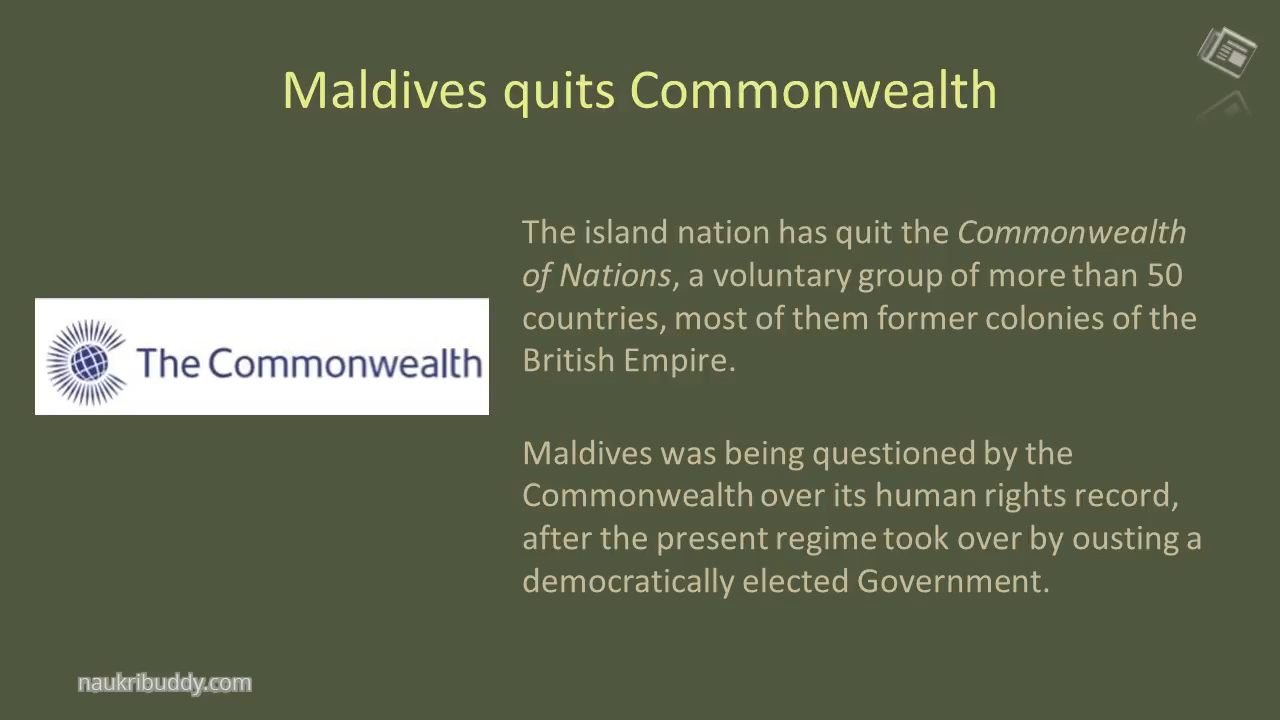 Maldives quits Commonwealth
The island nation has quit the Commonwealth
of Nations, a voluntary group of more than 50
countries, most of them former colonies of the
British Empire.
The Commonwealth
Maldives was being questioned by the
Commonwealth over its human rights record,
after the present regime took over by ousting a
democratically elected Government.
naukribuddy.com